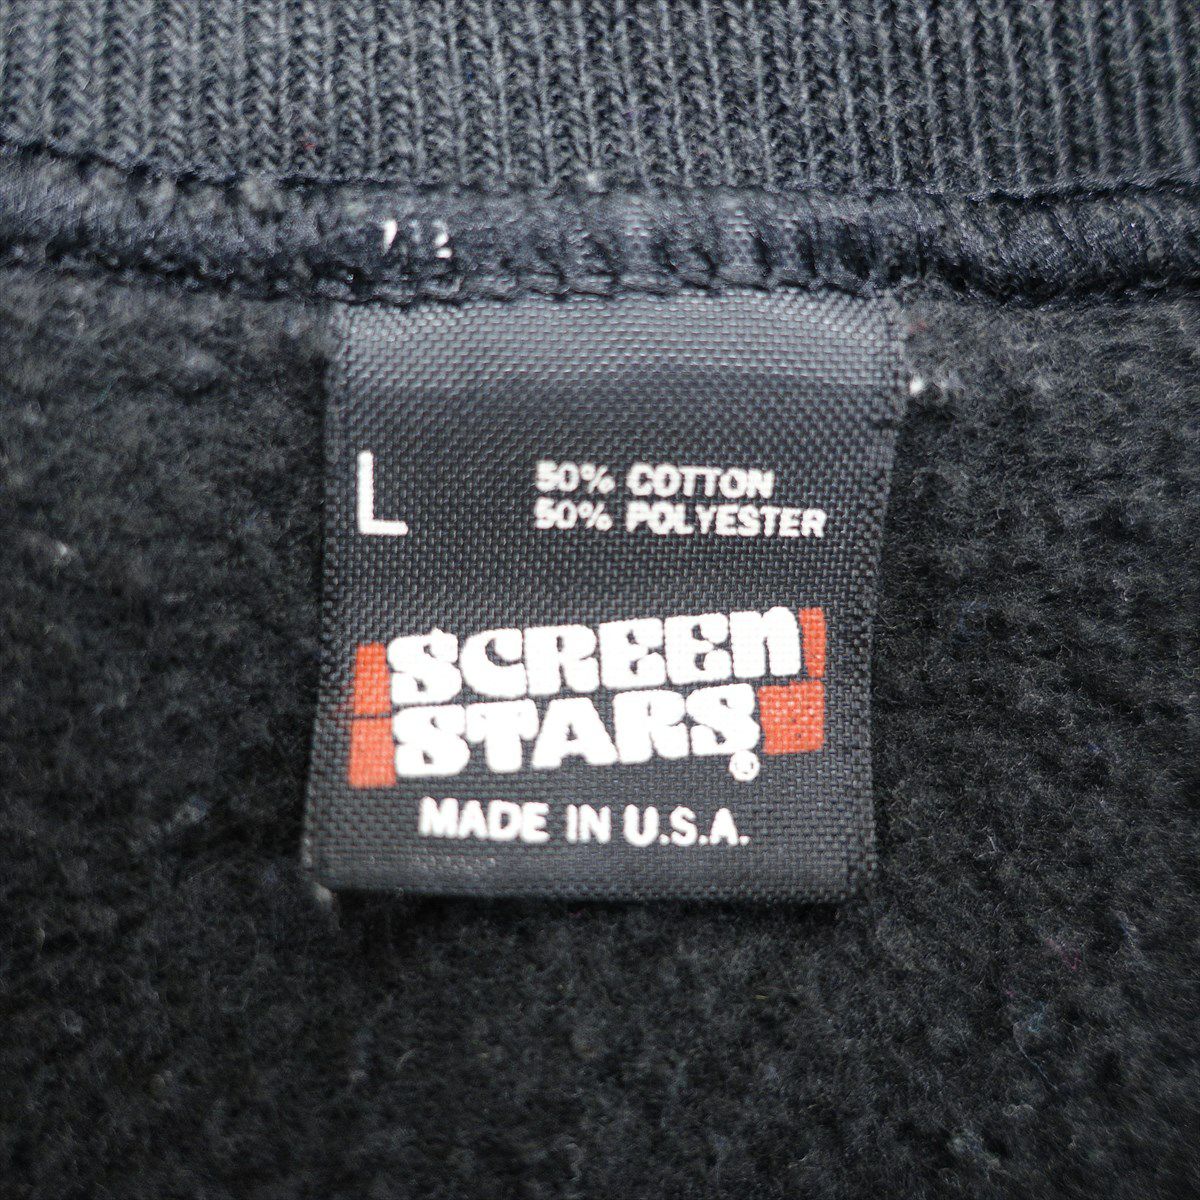 L
50% COTTON
50% POLYESTER
SCREEN
STARS®
MADE IN U.S.A.